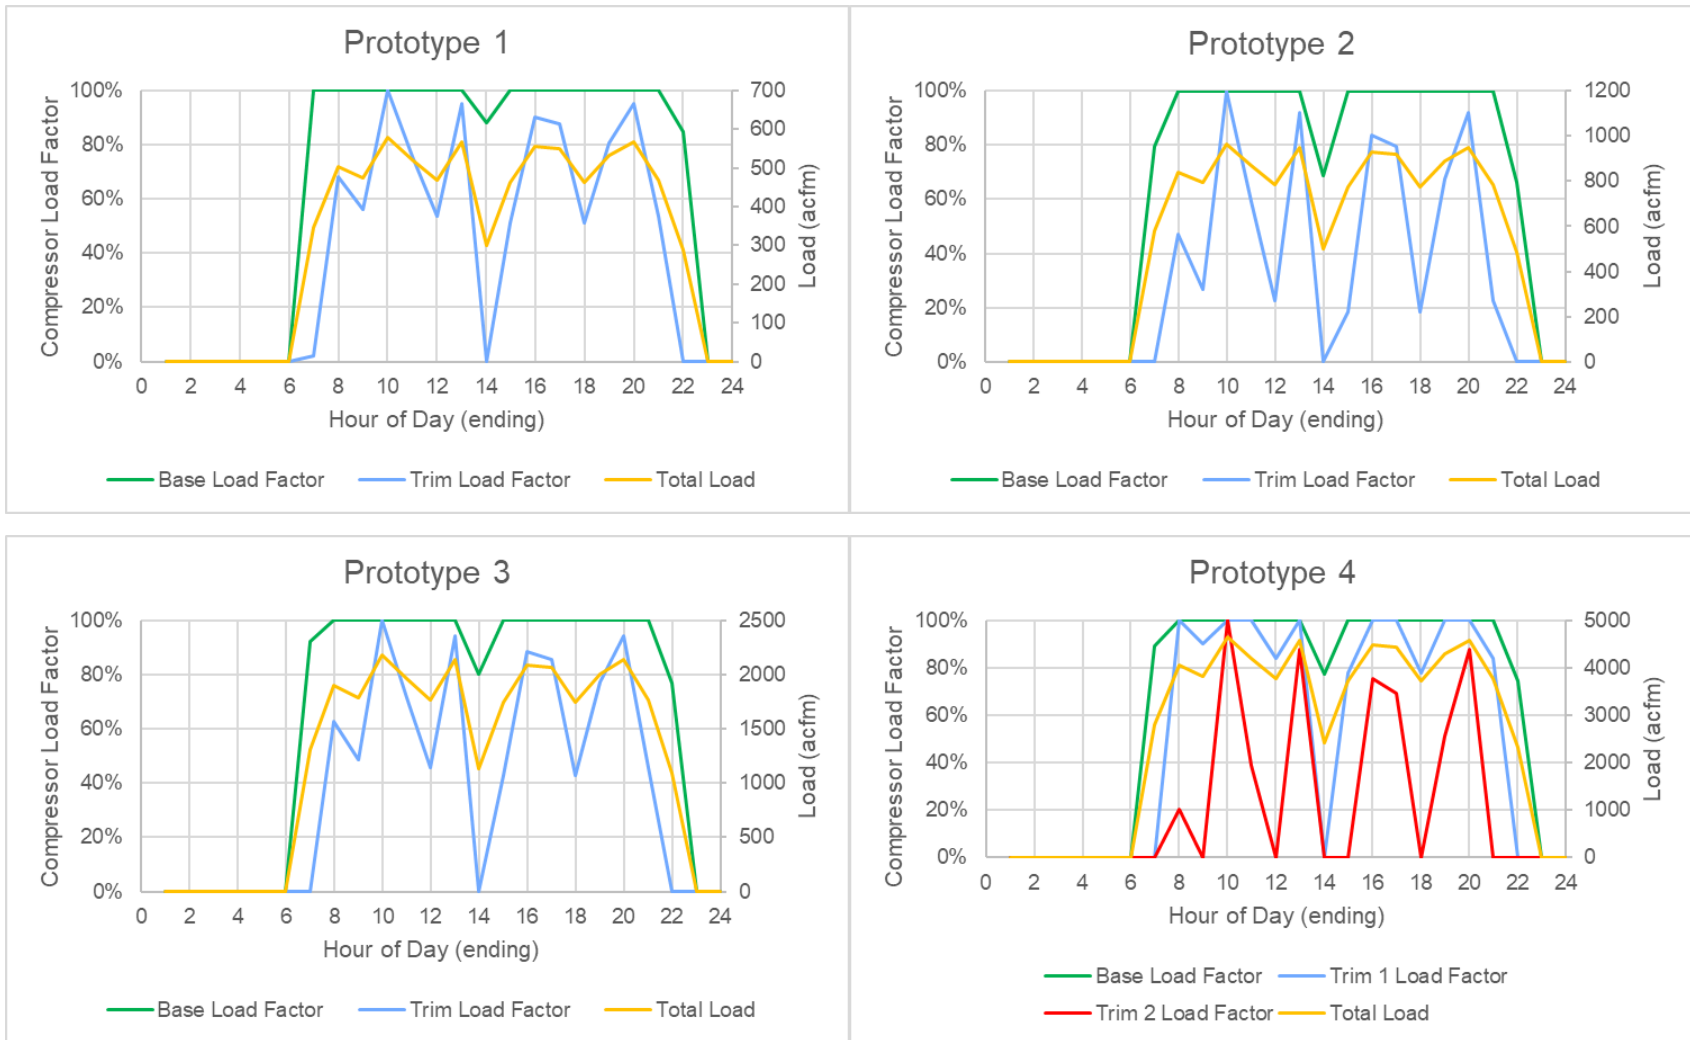 Prototype 1
100%
80%
60%
40%
20%
0%
Compressor Load Factor
700
600
500
400
300
200
100
0
Load (acfm)
0 2 4 6 8 10 12 14 16 18 20 22 24
Hour of Day (ending)
Base Load Factor Trim Load Factor Total Load
Prototype 2
100%
80%
60%
40%
20%
0%
Compressor Load Factor
1200
1000
800
600
400
200
0
Load (acfm)
0 2 4 6 8 10 12 14 16 18 20 22 24
Hour of Day (ending)
Base Load Factor Trim Load Factor Total Load
Prototype 3
100%
80%
60%
40%
20%
0%
Compressor Load Factor
2500
2000
1500
1000
500
0
Load (acfm)
0 2 4 6 8 10 12 14 16 18 20 22 24
Hour of Day (ending)
Base Load Factor Trim Load Factor Total Load
Prototype 4
100%
80%
60%
40%
20%
0%
Compressor Load Factor
5000
4000
3000
2000
1000
0
Load (acfm)
0 2 4 6 8 10 12 14 16 18 20 22 24
Hour of Day (ending)
Base Load Factor Trim 1 Load Factor
Trim 2 Load Factor Total Load